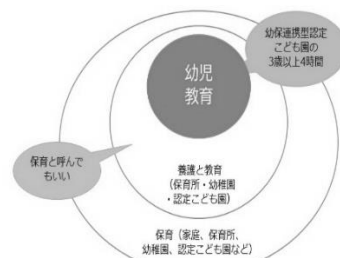 幼保連携型認定
こども園の
3歳以上4時間
幼児
教育
保育と呼んで
もいい
養護と教育
(保育所・幼稚園
・認定こども園)
保育(家庭、保育所、
幼稚園、認定こども園など)